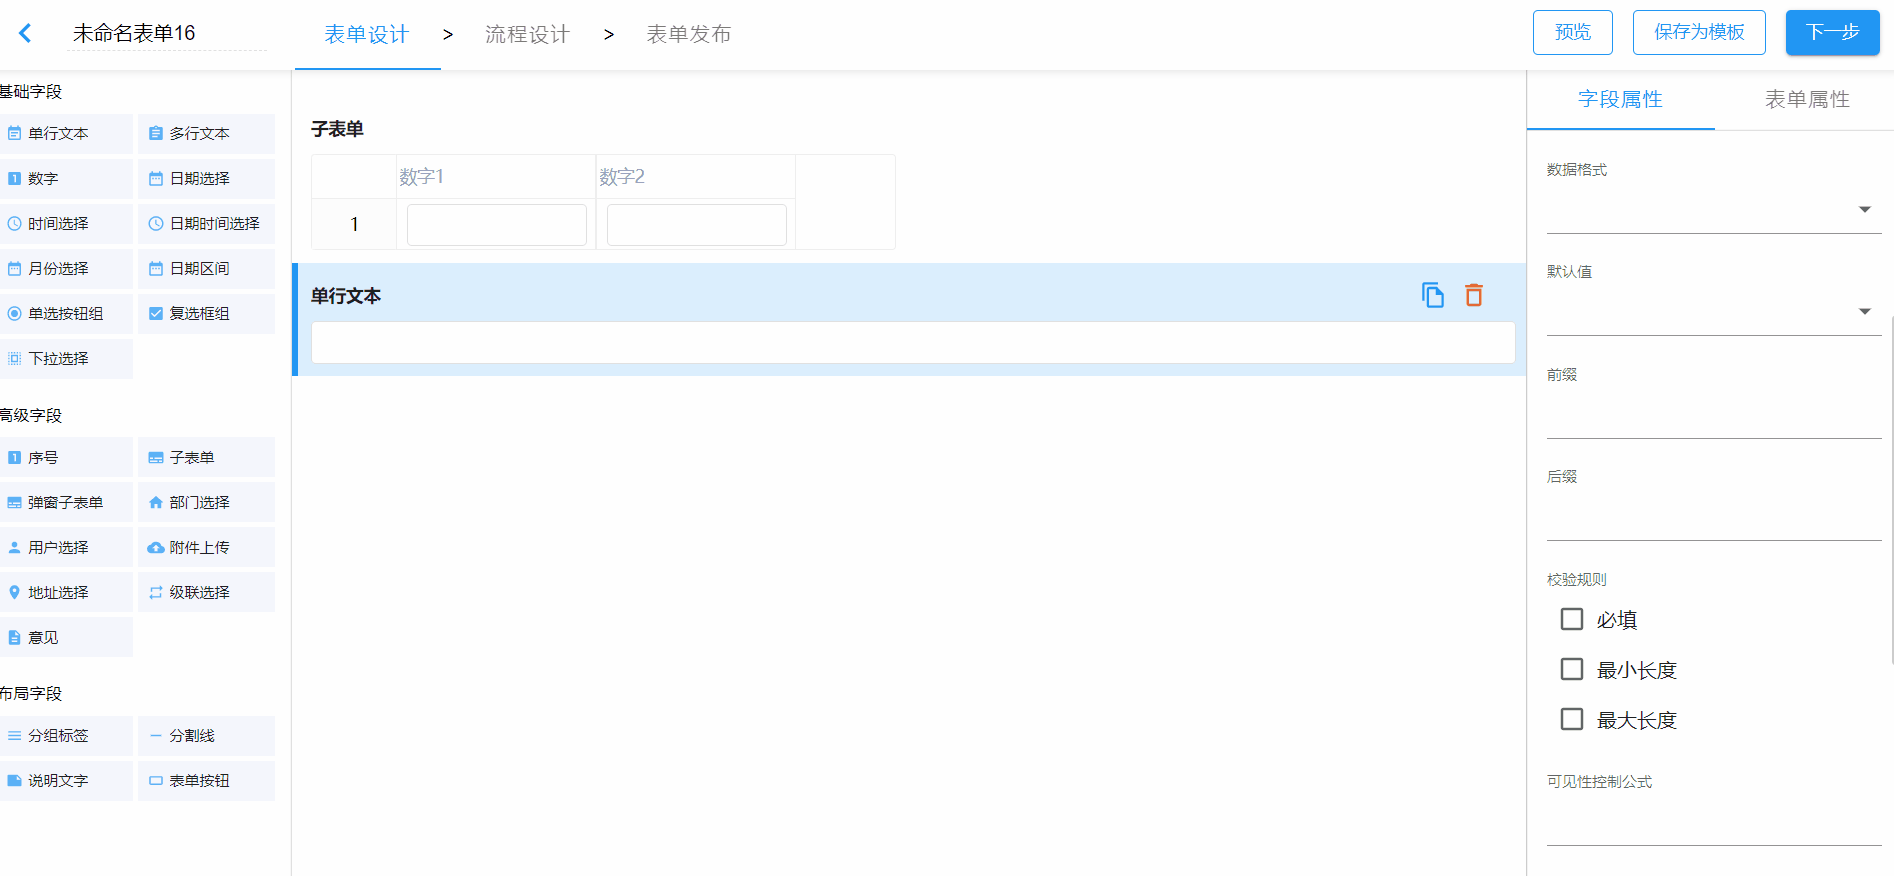 未命名表单16
表单设计 > 流程设计 > 表单发布
预览
保存为模板
下一步
基础字段
单行文本 多行文本
数字 日期选择
时间选择 日期时间选择
月份选择 日期区间
单选按钮组 复选框组
下拉选择
高级字段
序号 子表单
弹窗子表单 部门选择
用户选择 附件上传
地址选择 级联选择
意见
布局字段
分组标签 分割线
说明文字 表单按钮
子表单
数字1 数字2
1
单行文本
字段属性 表单属性
数据格式
默认值
前缀
后缀
校验规则
必填
最小长度
最大长度
可见性控制公式